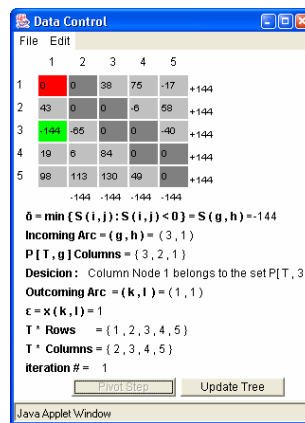 Data Control
File Edit
1 2 3 4 5
1 0 0 38 75 -17 +144
2 43 0 0 -6 58 +144
3 -144 -65 0 0 -40 +144
4 19 6 84 0 0 +144
5 98 113 130 49 0 +144
-144 -144 -144 -144
δ = min { S ( i , j ) : S ( i , j ) < 0 } = S ( g , h ) = -144
Incoming Arc = ( g , h ) = ( 3 , 1 )
P [ T , g ] Columns = { 3 , 2 , 1 }
Desicion : Column Node 1 belongs to the set P[ T , 3
Outcoming Arc = ( k , l ) = ( 1 , 1 )
ε = x ( k , l ) = 1
T * Rows = { 1 , 2 , 3 , 4 , 5 }
T * Columns = { 2 , 3 , 4 , 5 }
iteration # = 1
Pivot Step Update Tree
Java Applet Window